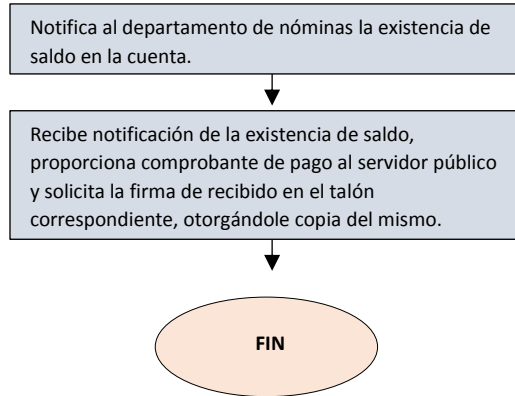 Notifica al departamento de nóminas la existencia de
saldo en la cuenta.
Recibe notificación de la existencia de saldo,
proporciona comprobante de pago al servidor público
y solicita la firma de recibido en el talón
correspondiente, otorgándole copia del mismo.
FIN